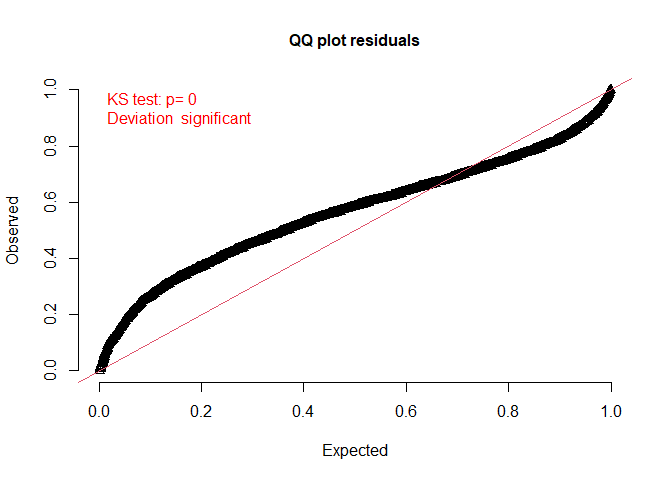 QQ plot residuals
KS test: p= 0
Deviation significant
Observed
1.0
0.8
0.6
0.4
0.2
0.0
0.0 0.2 0.4 0.6 0.8 1.0
Expected